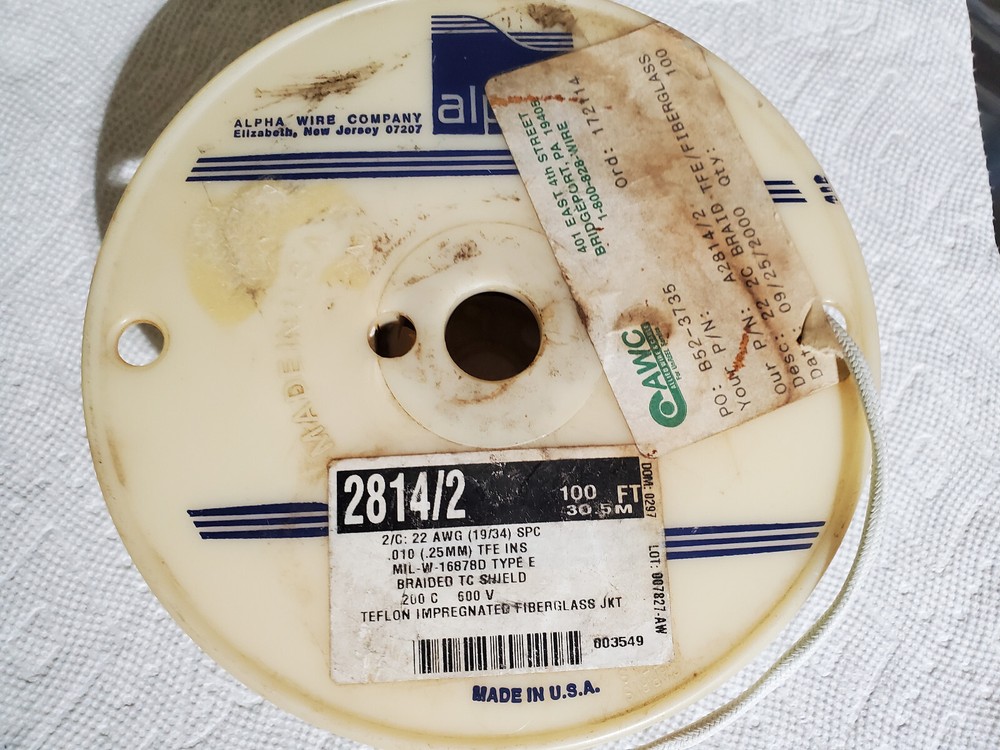 ALPHA WIRE COMPANY
Elizabeth, New Jersey 07207
alp
401 EAST 4th STREET
BRIDGEPORT, PA 19405
1-800-828-WIRE
Ord: 172114
CAWC
PO: B52-3735
Your P/N:
Our P/N: A2814/2
Desc: 22 2C BRAID TFE/FIBERGLASS
Date: 09/25/2000 Qty: 100
MADE IN
2814/2
100 FT
30.5M
DOM: 0297
LOT: 007827-AW
2/C: 22 AWG (19/34) SPC
.010 (.25MM) TFE INS
MIL-W-16878D TYPE E
BRAIDED TC SHIELD
200 C 600 V
TEFLON IMPREGNATED FIBERGLASS JKT
003549
MADE IN U.S.A.